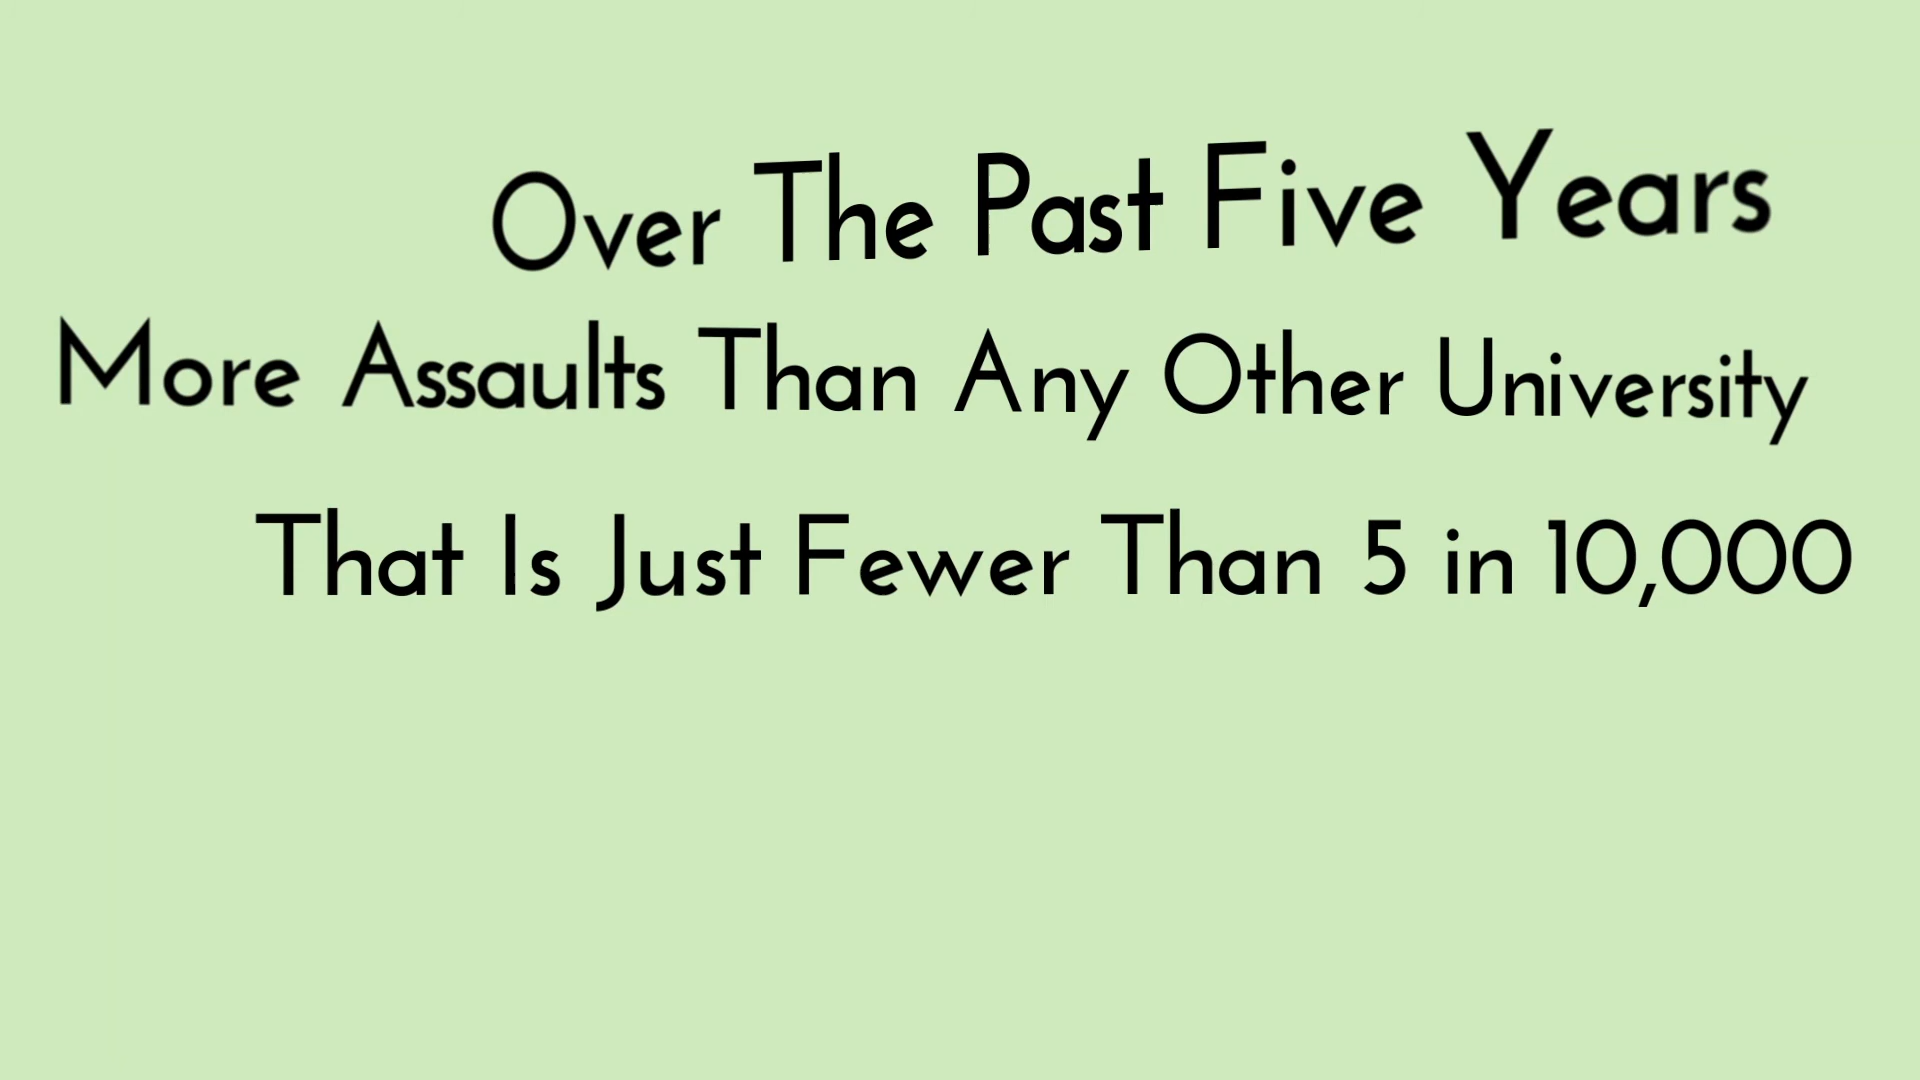 Over The Past Five Years
More Assaults Than Any Other University
That Is Just Fewer Than 5 in 10,000